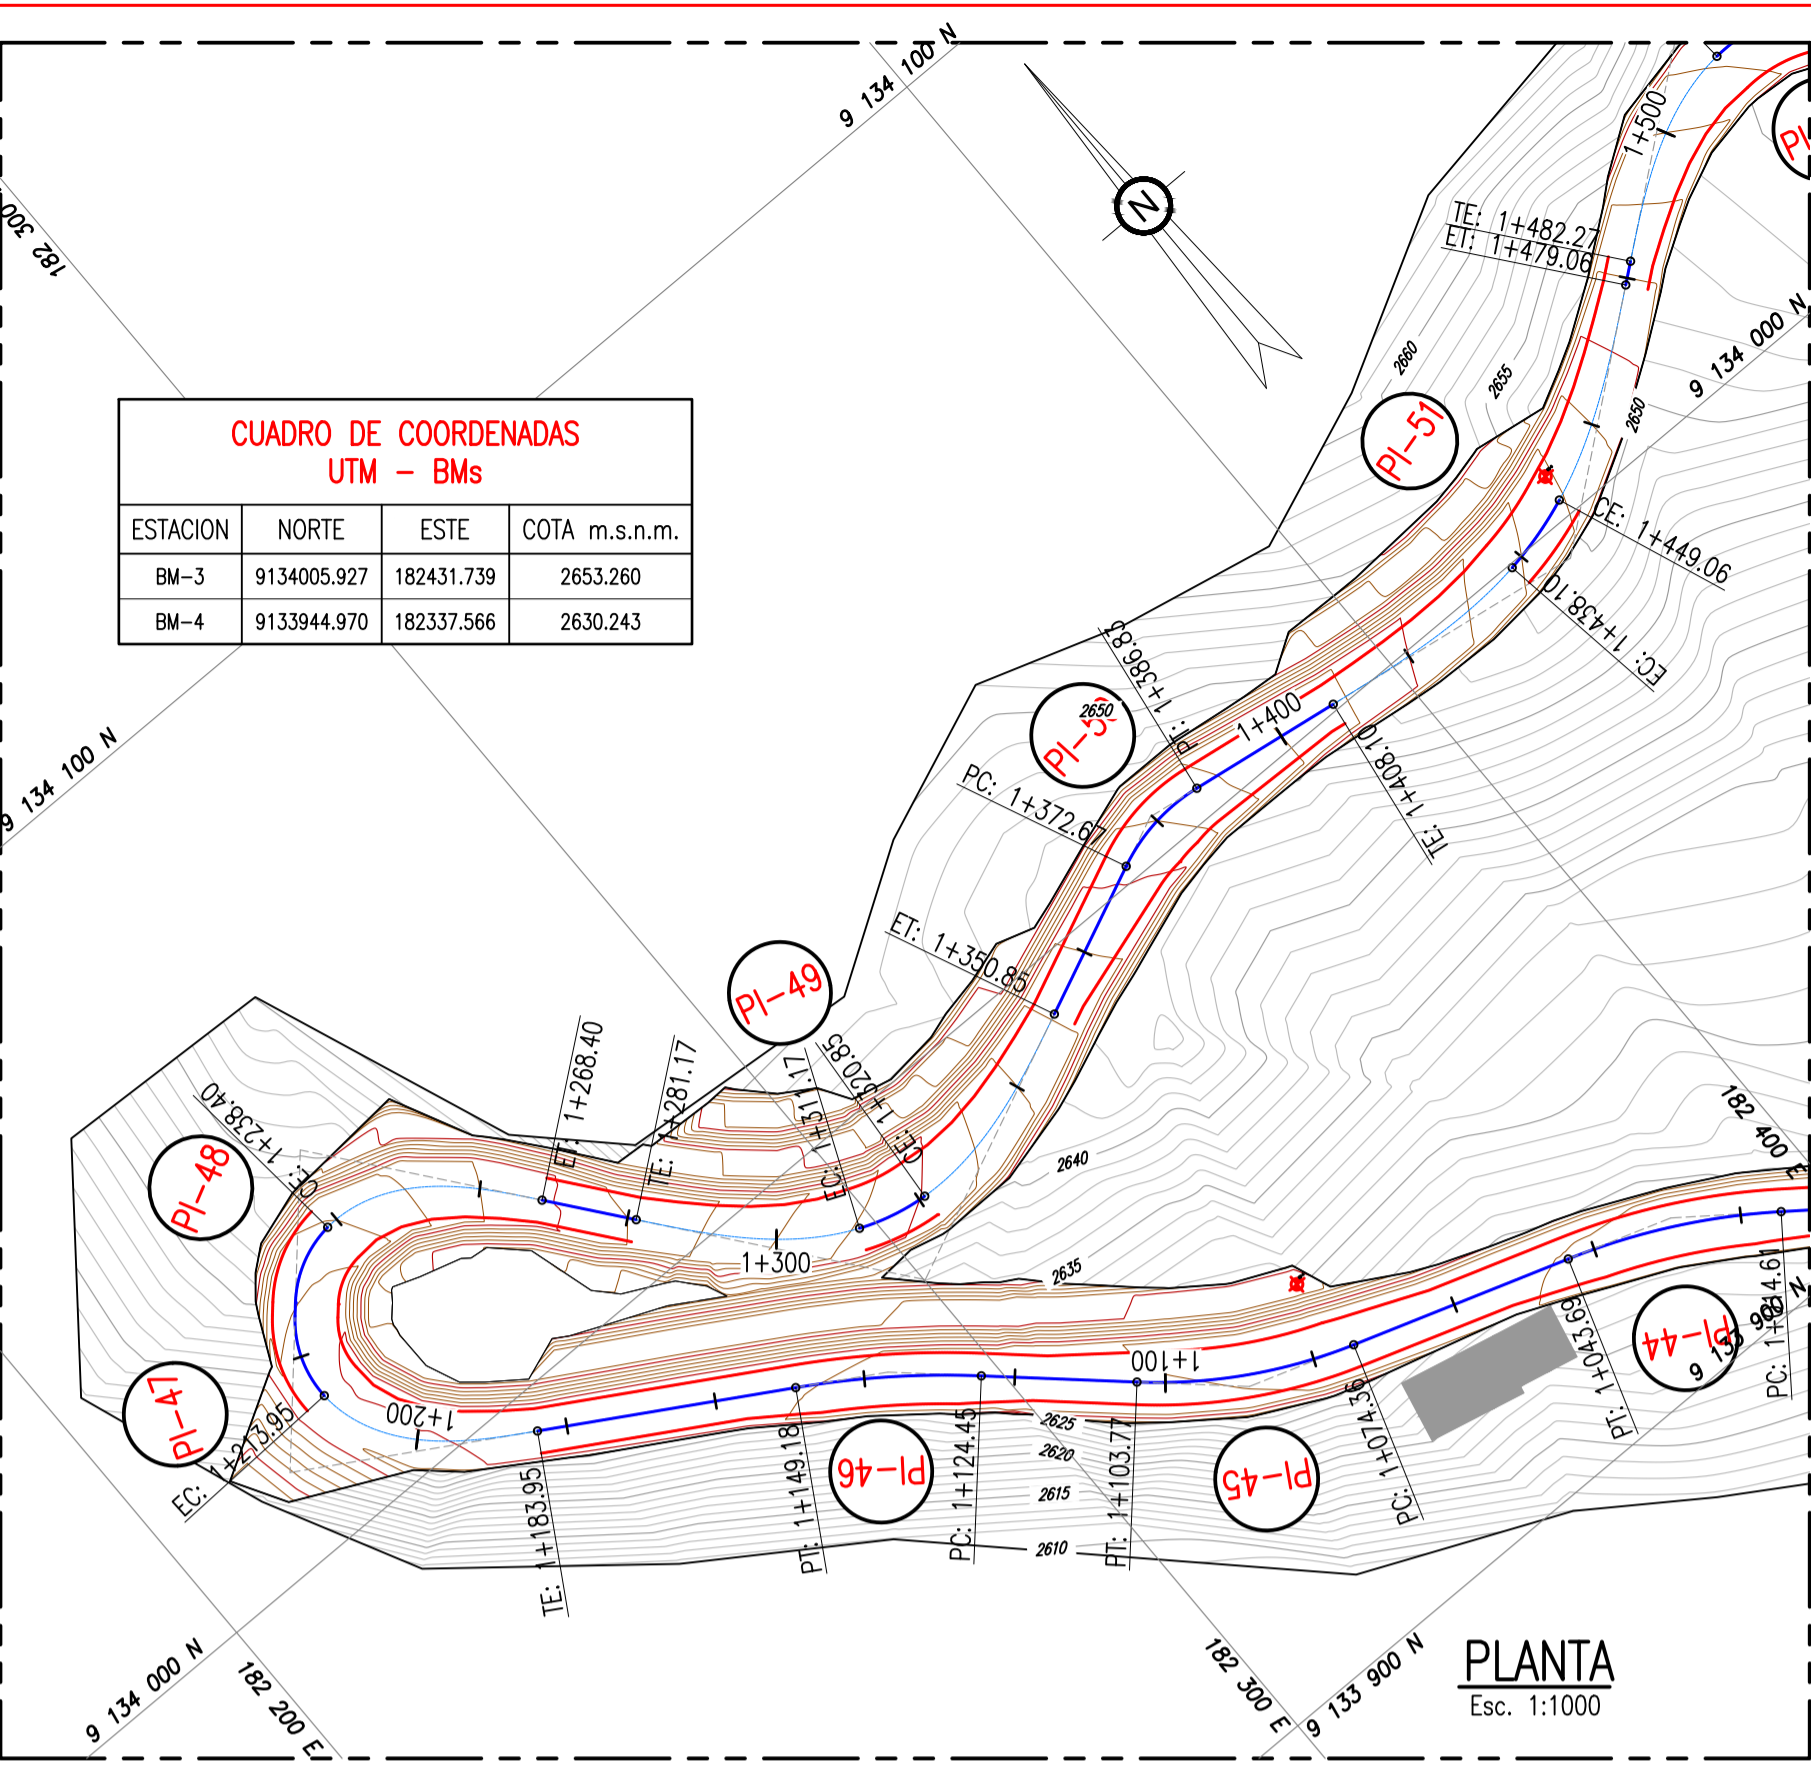 9 134 100 N
N
1+500
PI-
182 300
TE: 1+482.27
ET: 1+479.06
9 134 000 N
2660
2655
2650
PI-51
CUADRO DE COORDENADAS
UTM - BMs
ESTACION NORTE ESTE COTA m.s.n.m.
BM-3 9134005.927 182431.739 2653.260
BM-4 9133944.970 182337.566 2630.243
CE: 1+449.06
EC: 1+438.10
PT: 1+386.83
2650
1+400
9 134 100 N
PC: 1+372.67
TE: 1+408.10
ET: 1+350.85
PI-49
ET: 1+268.40
TE: 1+281.17
EC: 1+311.17
CE: 1+320.85
CE: 1+238.40
PI-48
182 400 E
2640
1+300
2635
PI-44
9 133 900 N
PT: 1+043.69
1+100
PI-47
1+200
EC: 1+213.95
PI-46
PI-45
2625
2620
2615
2610
TE: 1+183.95
PT: 1+149.18
PC: 1+124.45
PT: 1+103.77
PC: 1+074.36
9 134 000 N
182 200 E
182 300 E
9 133 900 N
PLANTA
Esc. 1:1000